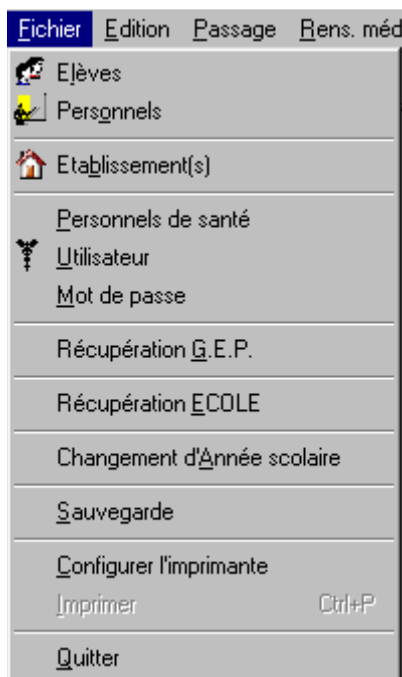 Fichier Edition Passage Rens. méd
Elèves
Personnels
Etablissement(s)
Personnels de santé
Utilisateur
Mot de passe
Récupération G.E.P.
Récupération ECOLE
Changement d'Année scolaire
Sauvegarde
Configurer l'imprimante
Imprimer Ctrl+P
Quitter